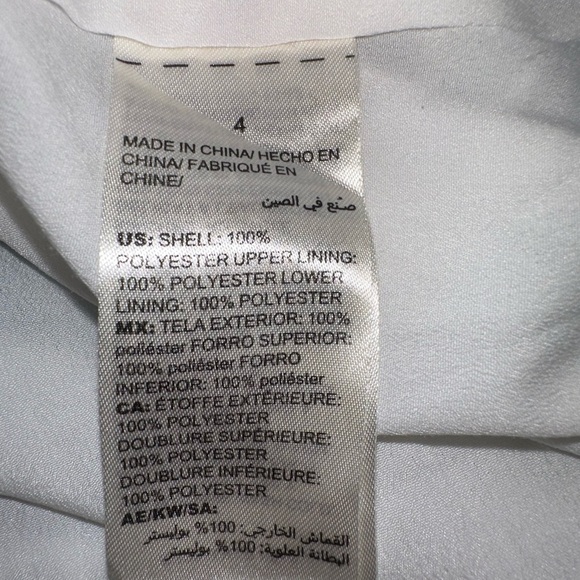 4
MADE IN CHINA/ HECHO EN
CHINA/ FABRIQUÉ EN
CHINE/
صنّع في الصين
US: SHELL: 100%
POLYESTER UPPER LINING:
100% POLYESTER LOWER
LINING: 100% POLYESTER
MX: TELA EXTERIOR: 100%
poliéster FORRO SUPERIOR:
100% poliéster FORRO
INFERIOR: 100% poliéster
CA: ÉTOFFE EXTÉRIEURE:
100% POLYESTER
DOUBLURE SUPÉRIEURE:
100% POLYESTER
DOUBLURE INFÉRIEURE:
100% POLYESTER
AE/KW/SA:
القماش الخارجي: 100% بوليستر
البطانة العلوية: 100% بوليستر